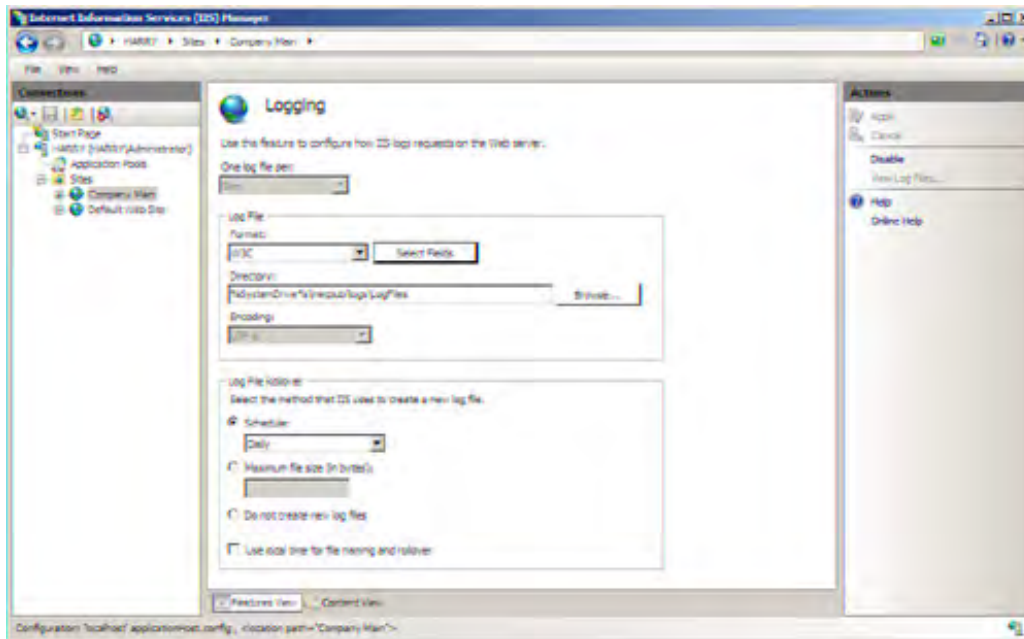 Internet Information Services (IIS) Manager
HARRY Sites Company Main
File View Help
Connections
Start Page
HARRY (HARRY\Administrator)
Application Pools
Sites
Company Main
Default Web Site
Logging
Use this feature to configure how IIS logs requests on the Web server.
One log file per:
Site
Log File
Format:
W3C
Select Fields
Directory:
%SystemDrive%\inetpub\logs\LogFiles
Browse...
Encoding:
UTF-8
Log File Rollover
Select the method that IIS uses to create a new log file.
Schedule:
Daily
Maximum file size (in bytes):
Do not create new log files
Use local time for file naming and rollover
Features View Content View
Actions
Apply
Cancel
Disable
View Log Files...
Help
Online Help
Configuration: 'localhost' applicationHost.config , <location path="Company Main">